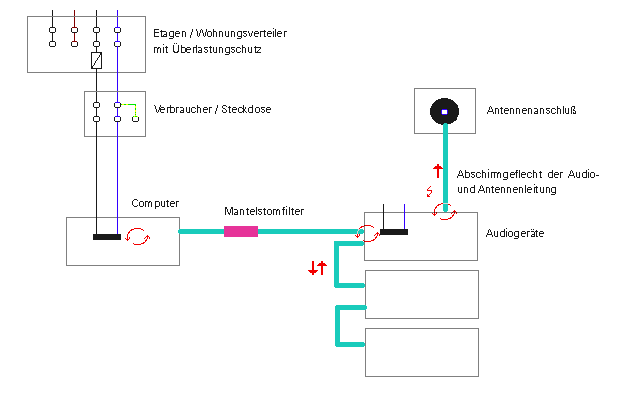 Etagen / Wohnungsverteiler
mit Überlastungschutz
Verbraucher / Steckdose
Antennenanschluß
Abschirmgeflecht der Audio-
und Antennenleitung
Computer
Mantelstomfilter
Audiogeräte